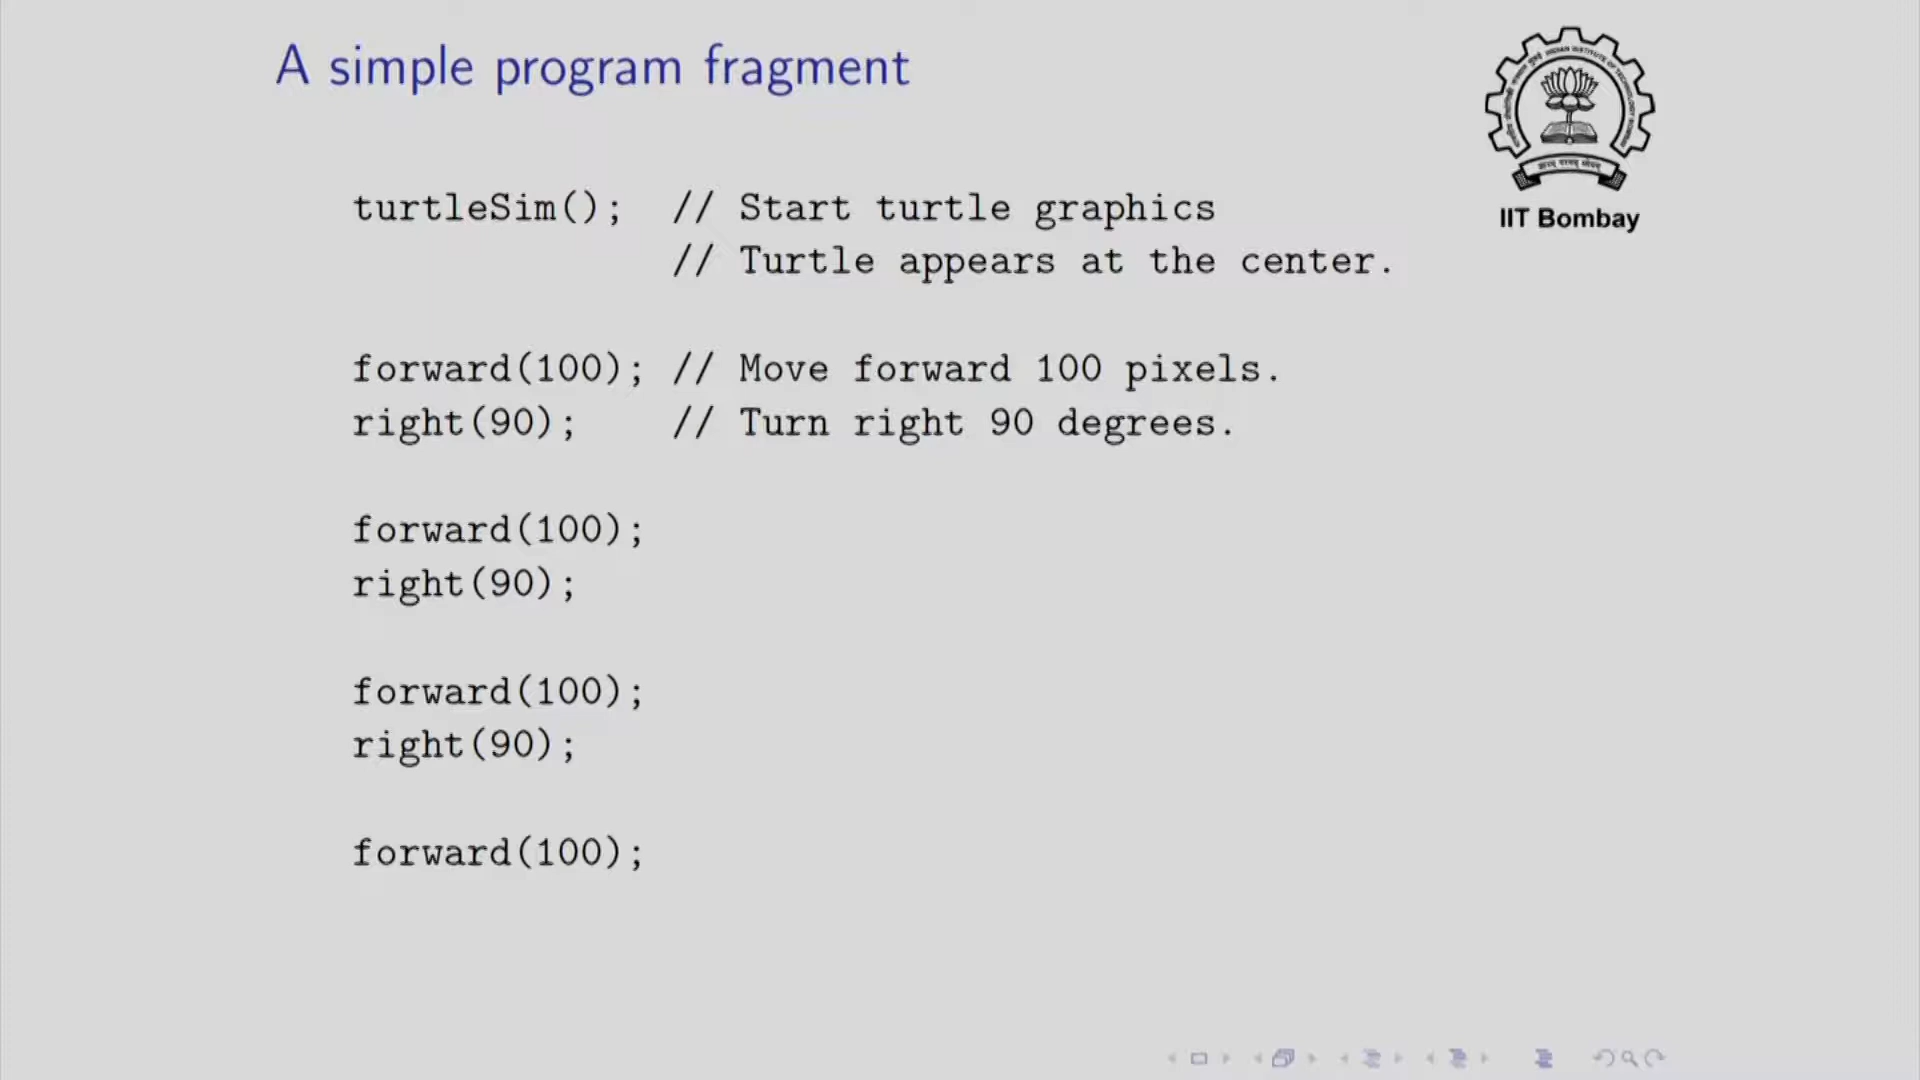 A simple program fragment
turtleSim();  // Start turtle graphics
// Turtle appears at the center.
forward(100); // Move forward 100 pixels.
right(90);    // Turn right 90 degrees.
forward(100);
right(90);
forward(100);
right(90);
forward(100);
IIT Bombay